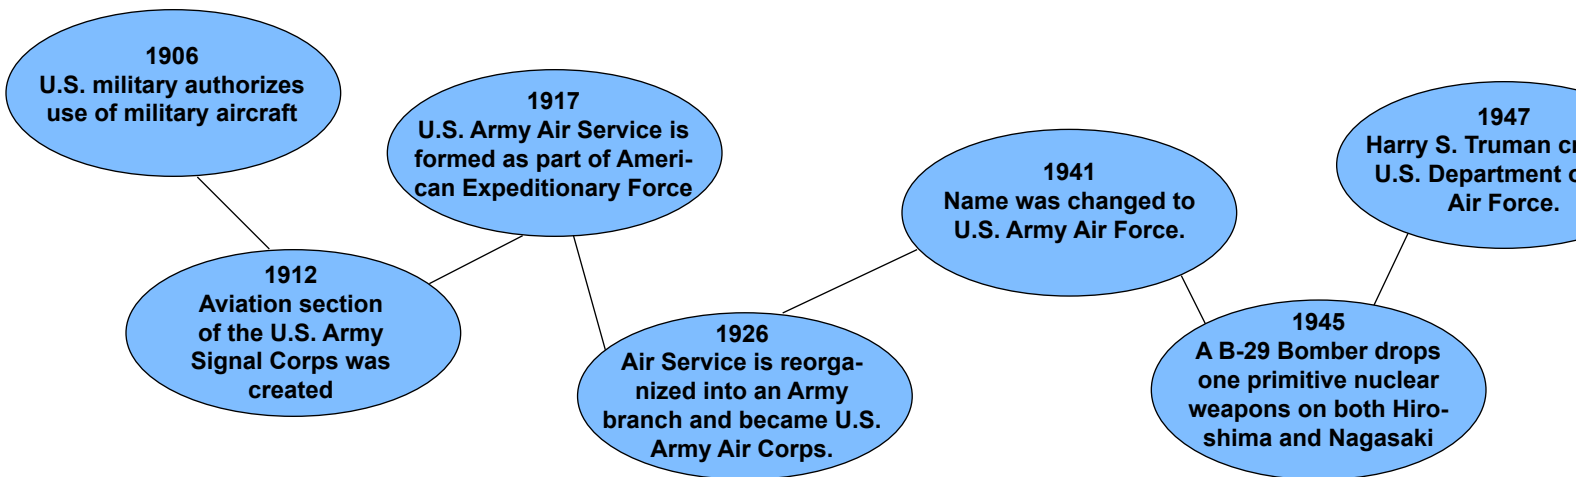 1906
U.S. military authorizes
use of military aircraft
1912
Aviation section
of the U.S. Army
Signal Corps was
created
1917
U.S. Army Air Service is
formed as part of Ameri-
can Expeditionary Force
1926
Air Service is reorga-
nized into an Army
branch and became U.S.
Army Air Corps.
1941
Name was changed to
U.S. Army Air Force.
1945
A B-29 Bomber drops
one primitive nuclear
weapons on both Hiro-
shima and Nagasaki
1947
Harry S. Truman
U.S. Department
Air Force.